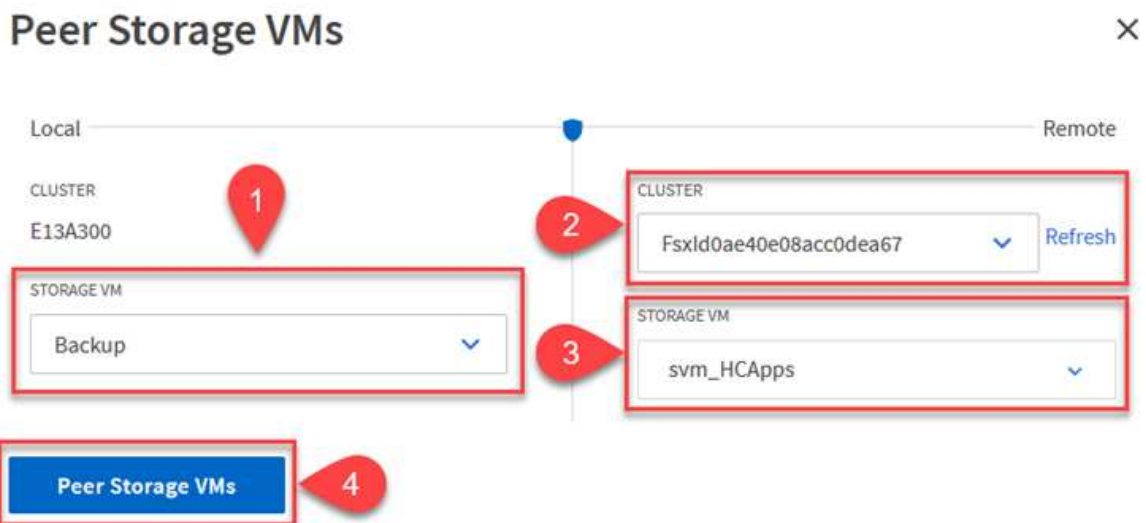 Peer Storage VMs
Local
Remote
CLUSTER
E13A300
1
STORAGE VM
Backup
2
CLUSTER
FsxId0ae40e08acc0dea67
Refresh
3
STORAGE VM
svm_HCApps
Peer Storage VMs
4